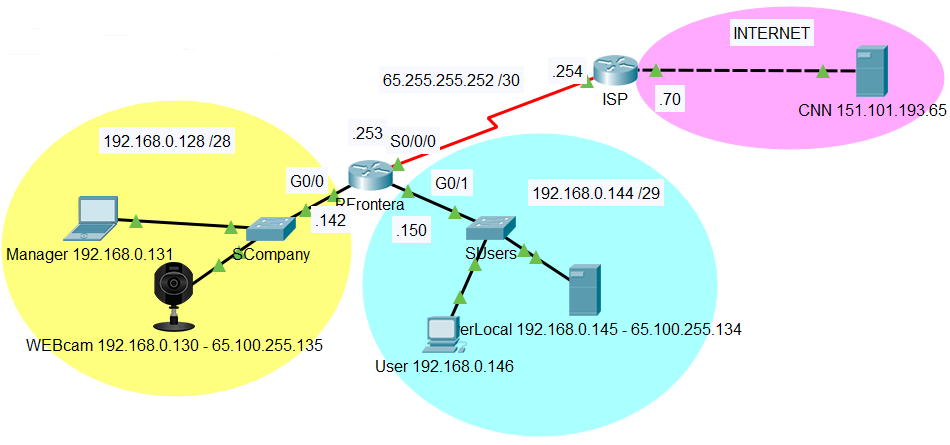 INTERNET
65.255.255.252 /30
.254
ISP
.70
CNN 151.101.193.65
192.168.0.128 /28
.253
S0/0/0
G0/0
G0/1
192.168.0.144 /29
RFrontera
.142
.150
Manager 192.168.0.131
SCompany
SUsers
WEBcam 192.168.0.130 - 65.100.255.135
erLocal 192.168.0.145 - 65.100.255.134
User 192.168.0.146